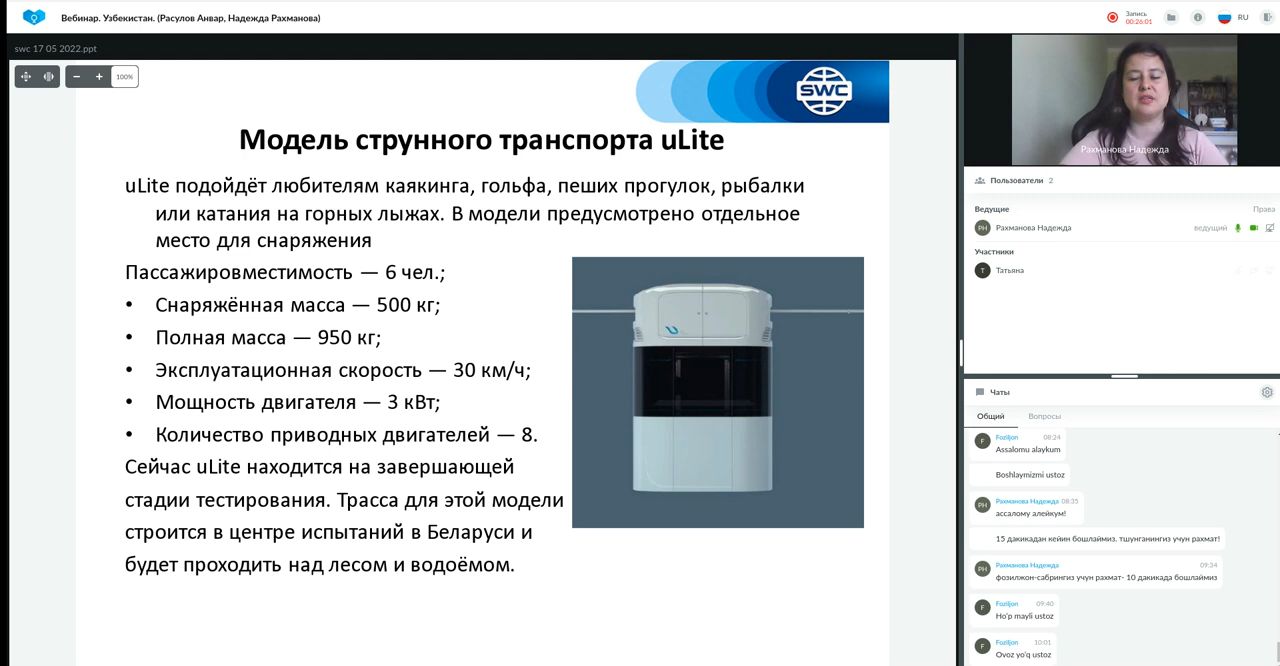 Вебинар. Узбекистан. (Расулов Анвар, Надежда Рахманова)
Запись
00:26:01
RU
swc 17 05 2022.ppt
100%
SWC
Модель струнного транспорта uLite
uLite подойдёт любителям каякинга, гольфа, пеших прогулок, рыбалки
или катания на горных лыжах. В модели предусмотрено отдельное
место для снаряжения
Пассажировместимость — 6 чел.;
• Снаряжённая масса — 500 кг;
• Полная масса — 950 кг;
• Эксплуатационная скорость — 30 км/ч;
• Мощность двигателя — 3 кВт;
• Количество приводных двигателей — 8.
Сейчас uLite находится на завершающей
стадии тестирования. Трасса для этой модели
строится в центре испытаний в Беларуси и
будет проходить над лесом и водоёмом.
Рахманова Надежда
Пользователи 2
Ведущие Права
РН Рахманова Надежда ведущий
Участники
Т Татьяна
Чаты
Общий Вопросы
F Foziljon 08:24
Assalomu alaykum
Boshlaymizmi ustoz
РН Рахманова Надежда 08:35
ассалому алейкум!
15 дакикадан кейин бошлаймиз. тшунганингиз учун рахмат!
РН Рахманова Надежда 09:34
фозилжон-сабрингиз учун рахмат- 10 дакикада бошлаймиз
F Foziljon 09:40
Ho'p mayli ustoz
F Foziljon 10:01
Ovoz yo'q ustoz